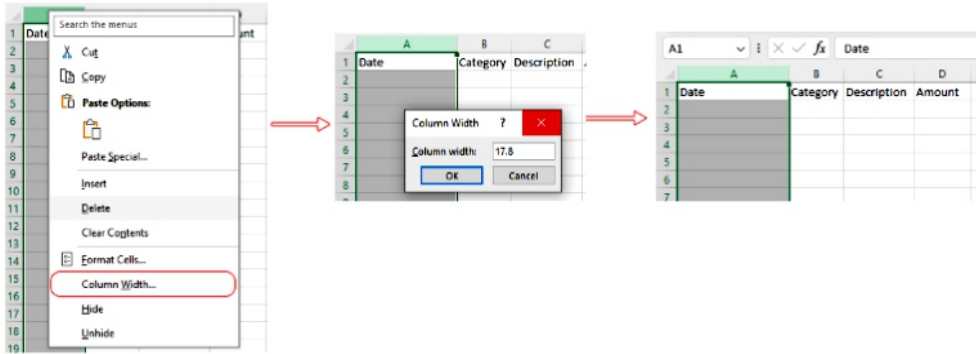 Search the menus
1 Date unt
2 Cut
3 Copy
4
5 Paste Options:
6
7
8 Paste Special...
9
10 Insert
11 Delete
12 Clear Contents
13
14 Format Cells...
15 Column Width...
16
17 Hide
18 Unhide
19
A B C
1 Date Category Description
2
3
4 Column Width ? ×
5
6 Column width: 17.8
7 OK Cancel
8
A1 fx Date
A B C D
1 Date Category Description Amount
2
3
4
5
6
7